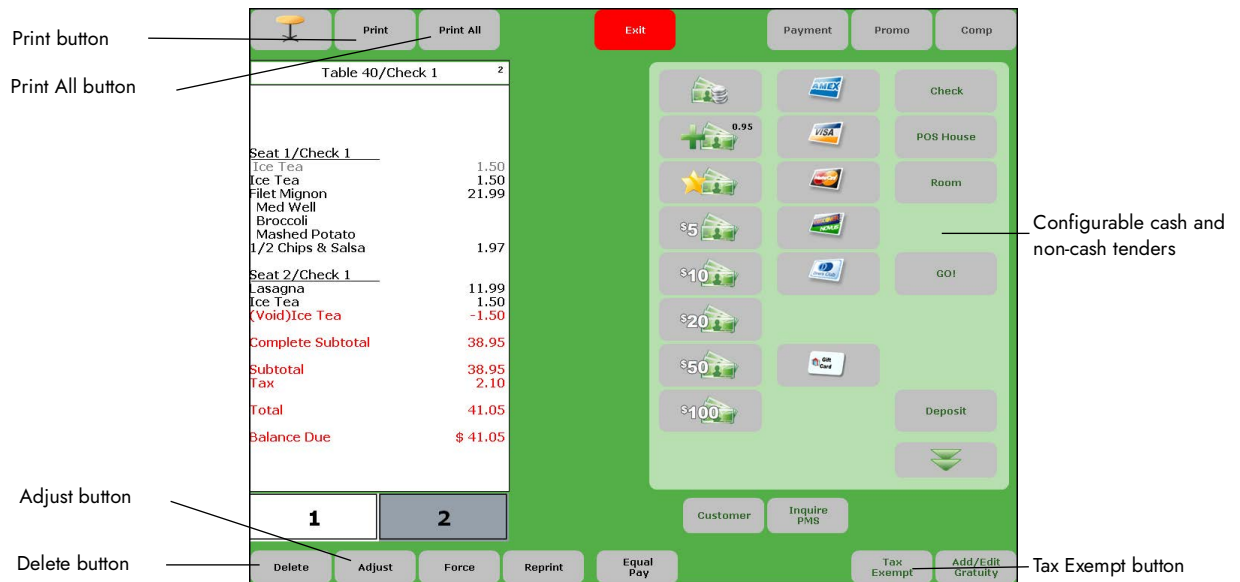 Print button
Print All button
Print
Print All
Exit
Payment
Promo
Comp
Table 40/Check 1 2
Seat 1/Check 1
Ice Tea 1.50
Ice Tea 1.50
Filet Mignon 21.99
Med Well
Broccoli
Mashed Potato
1/2 Chips & Salsa 1.97
Seat 2/Check 1
Lasagna 11.99
Ice Tea 1.50
(Void)Ice Tea -1.50
Complete Subtotal 38.95
Subtotal 38.95
Tax 2.10
Total 41.05
Balance Due $ 41.05
1
2
AMEX
Check
0.95
VISA
POS House
MasterCard
Room
$5
NOVUS
$10
GO!
$20
$50
Gift
Card
$100
Deposit
Configurable cash and
non-cash tenders
Customer
Inquire
PMS
Adjust button
Delete button
Delete
Adjust
Force
Reprint
Equal
Pay
Tax
Exempt
Add/Edit
Gratuity
Tax Exempt button